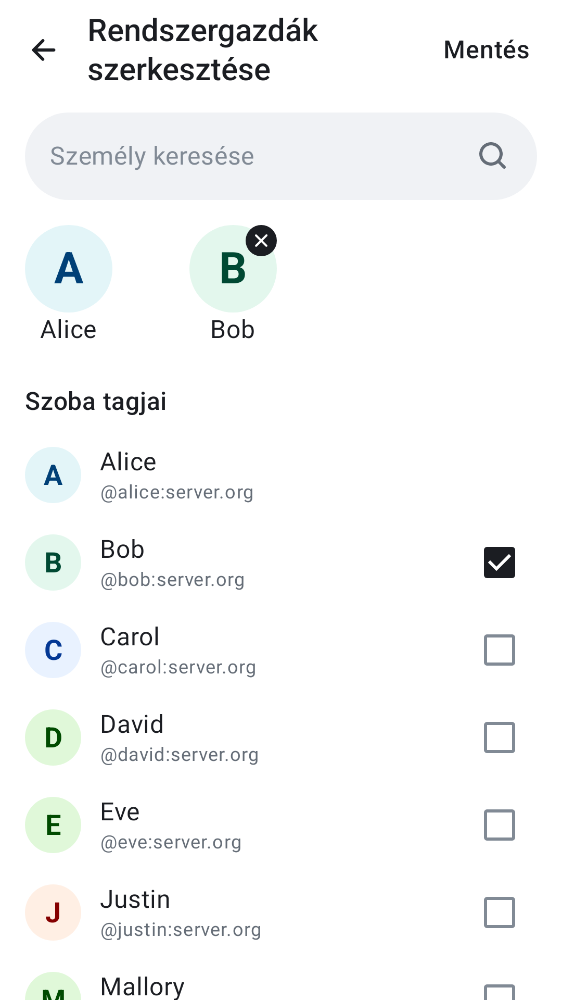 Rendszergazdák
szerkesztése
Mentés
Személy keresése
A
B
Alice
Bob
Szoba tagjai
A
Alice
@alice:server.org
B
Bob
@bob:server.org
C
Carol
@carol:server.org
D
David
@david:server.org
E
Eve
@eve:server.org
J
Justin
@justin:server.org
M
Mallory